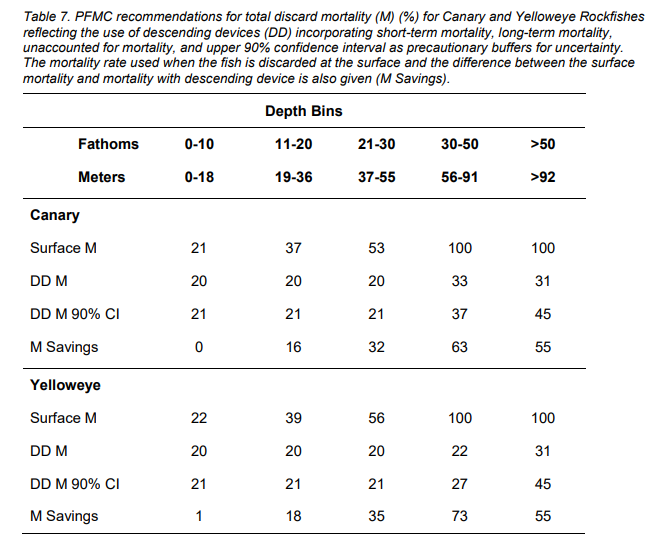 Table 7. PFMC recommendations for total discard mortality (M) (%) for Canary and Yelloweye Rockfishes
reflecting the use of descending devices (DD) incorporating short-term mortality, long-term mortality,
unaccounted for mortality, and upper 90% confidence interval as precautionary buffers for uncertainty.
The mortality rate used when the fish is discarded at the surface and the difference between the surface
mortality and mortality with descending device is also given (M Savings).
Depth Bins
Fathoms 0-10 11-20 21-30 30-50 >50
Meters 0-18 19-36 37-55 56-91 >92
Canary
Surface M 21 37 53 100 100
DD M 20 20 20 33 31
DD M 90% CI 21 21 21 37 45
M Savings 0 16 32 63 55
Yelloweye
Surface M 22 39 56 100 100
DD M 20 20 20 22 31
DD M 90% CI 21 21 21 27 45
M Savings 1 18 35 73 55